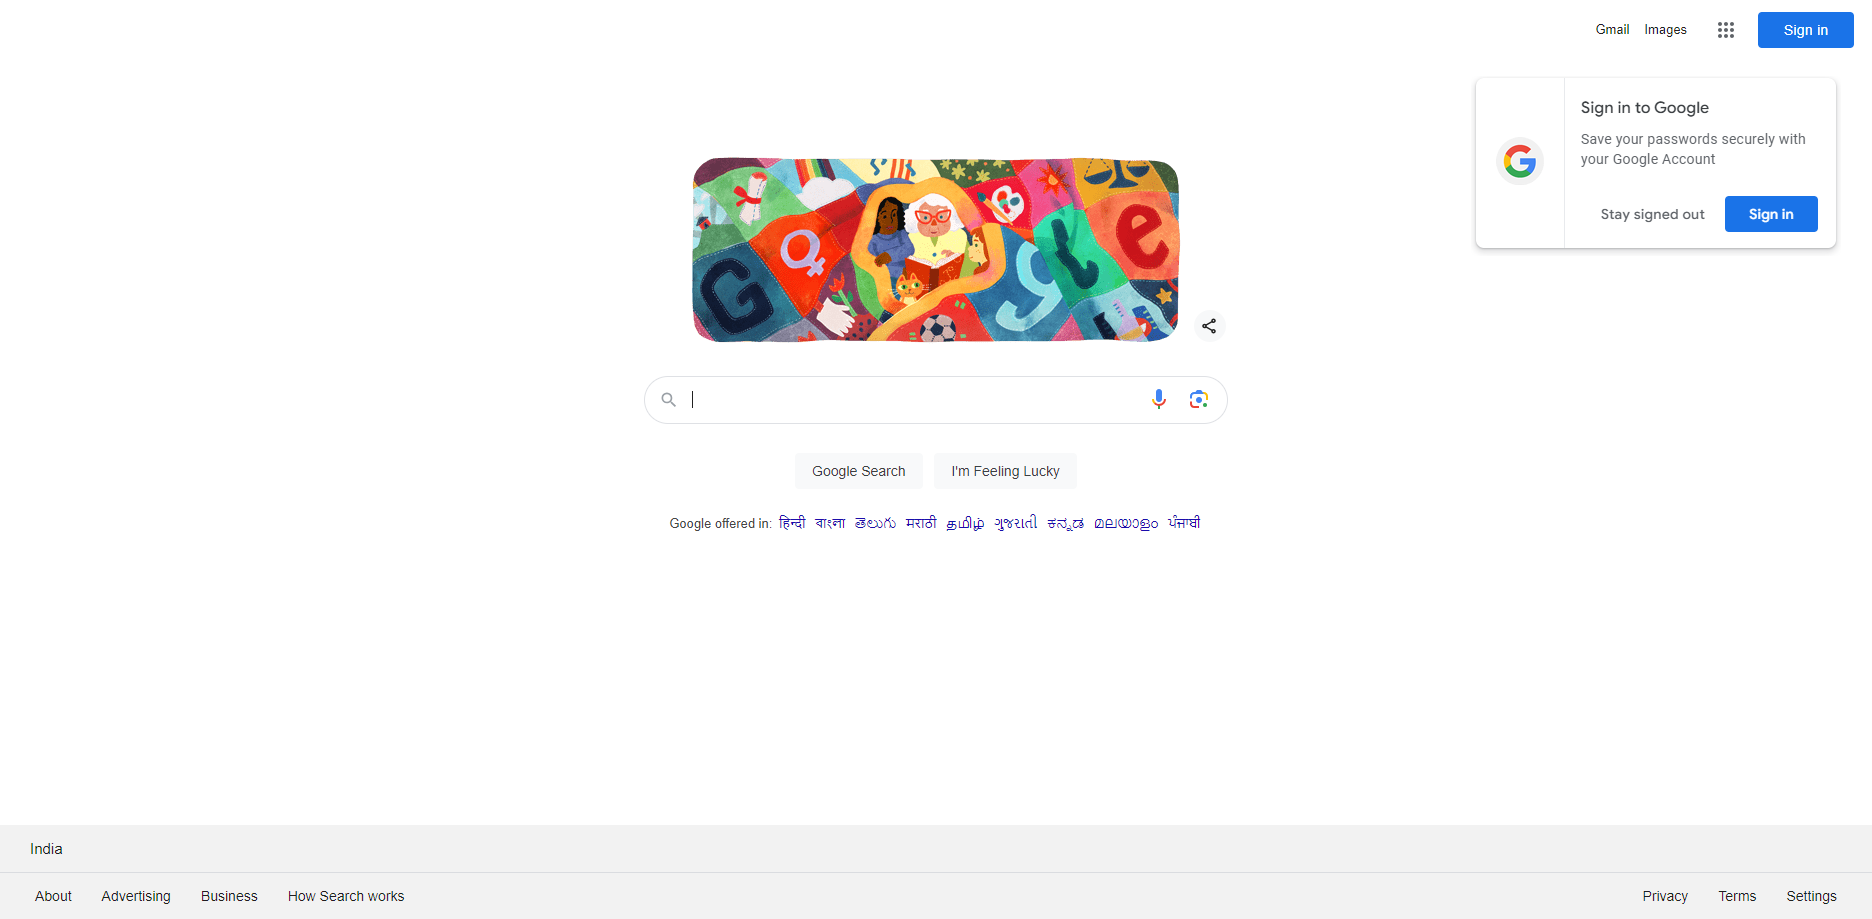 Gmail Images Sign in
Sign in to Google
Save your passwords securely with
your Google Account
Stay signed out Sign in
G g l e
Google Search I'm Feeling Lucky
Google offered in: हिन्दी বাংলা తెలుగు मराठी தமிழ் ગુજરાતી ಕನ್ನಡ മലയാളം ਪੰਜਾਬੀ
India
About Advertising Business How Search works Privacy Terms Settings